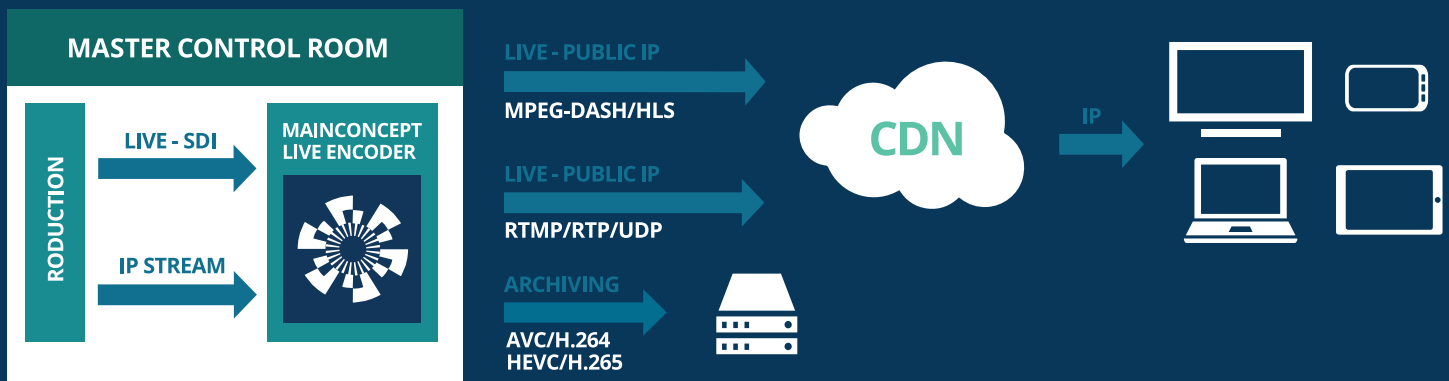 MASTER CONTROL ROOM
RODUCTION
LIVE - SDI
IP STREAM
MAINCONCEPT
LIVE ENCODER
LIVE - PUBLIC IP
MPEG-DASH/HLS
LIVE - PUBLIC IP
RTMP/RTP/UDP
ARCHIVING
AVC/H.264
HEVC/H.265
CDN
IP